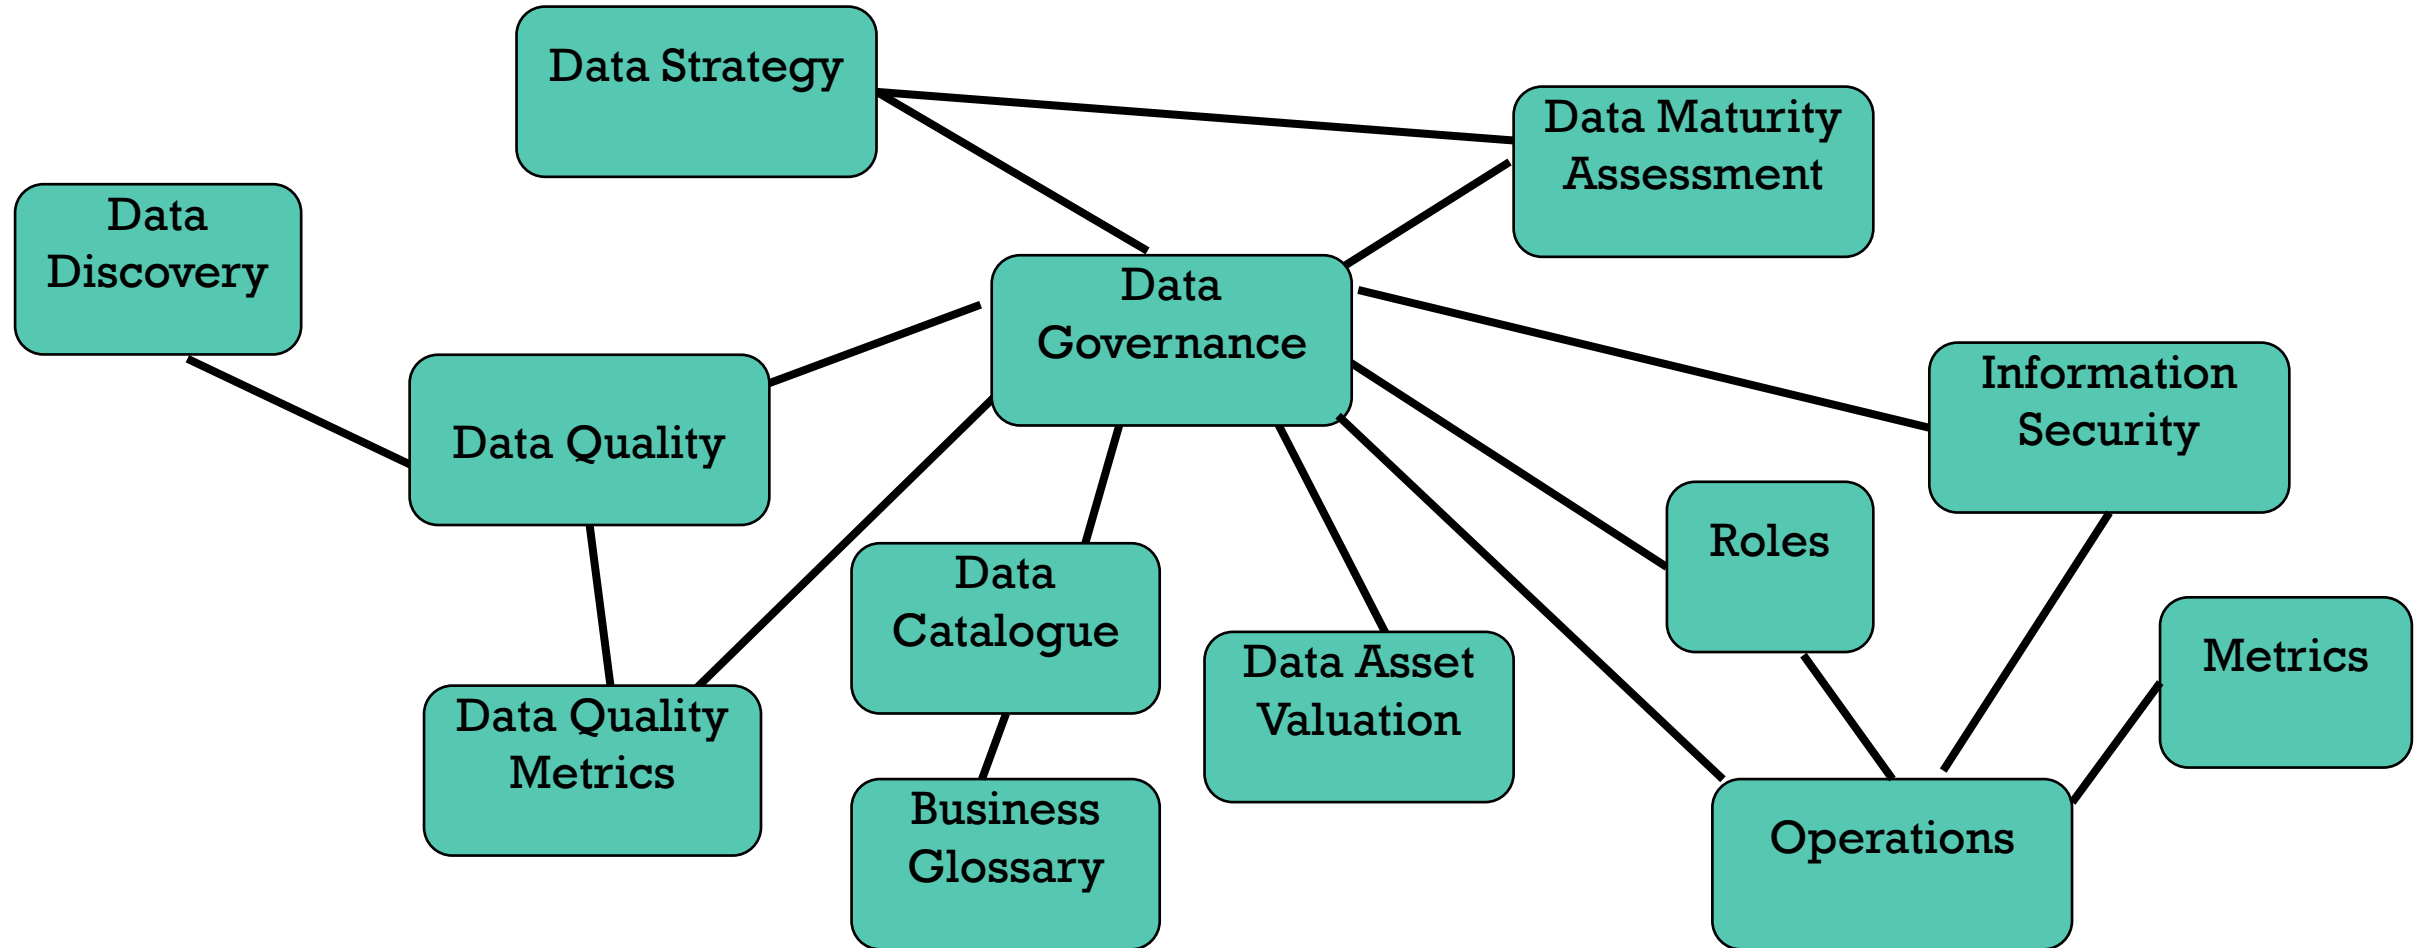 Data Strategy
Data Maturity
Assessment
Data
Discovery
Data
Governance
Information
Security
Data Quality
Roles
Data
Catalogue
Metrics
Data Asset
Valuation
Data Quality
Metrics
Business
Glossary
Operations